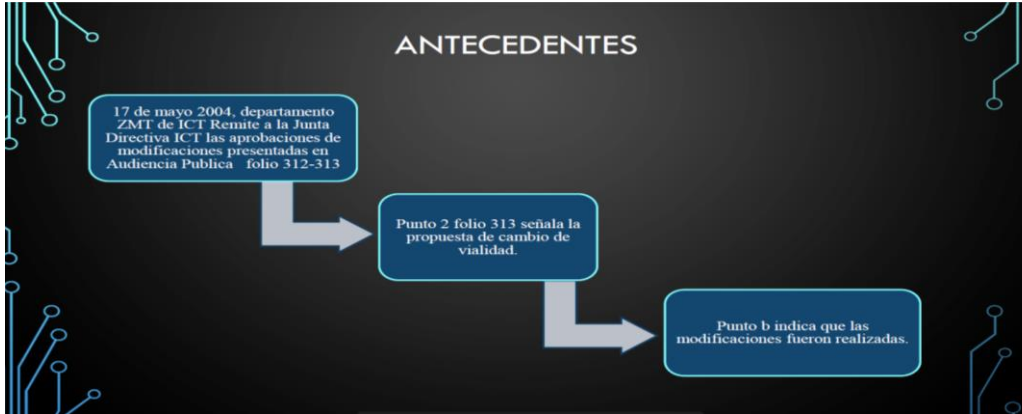 ANTECEDENTES
17 de mayo 2004, departamento
ZMT de ICT Remite a la Junta
Directiva ICT las aprobaciones de
modificaciones presentadas en
Audiencia Publica folio 312-313
Punto 2 folio 313 señala la
propuesta de cambio de
vialidad.
Punto b indica que las
modificaciones fueron realizadas.